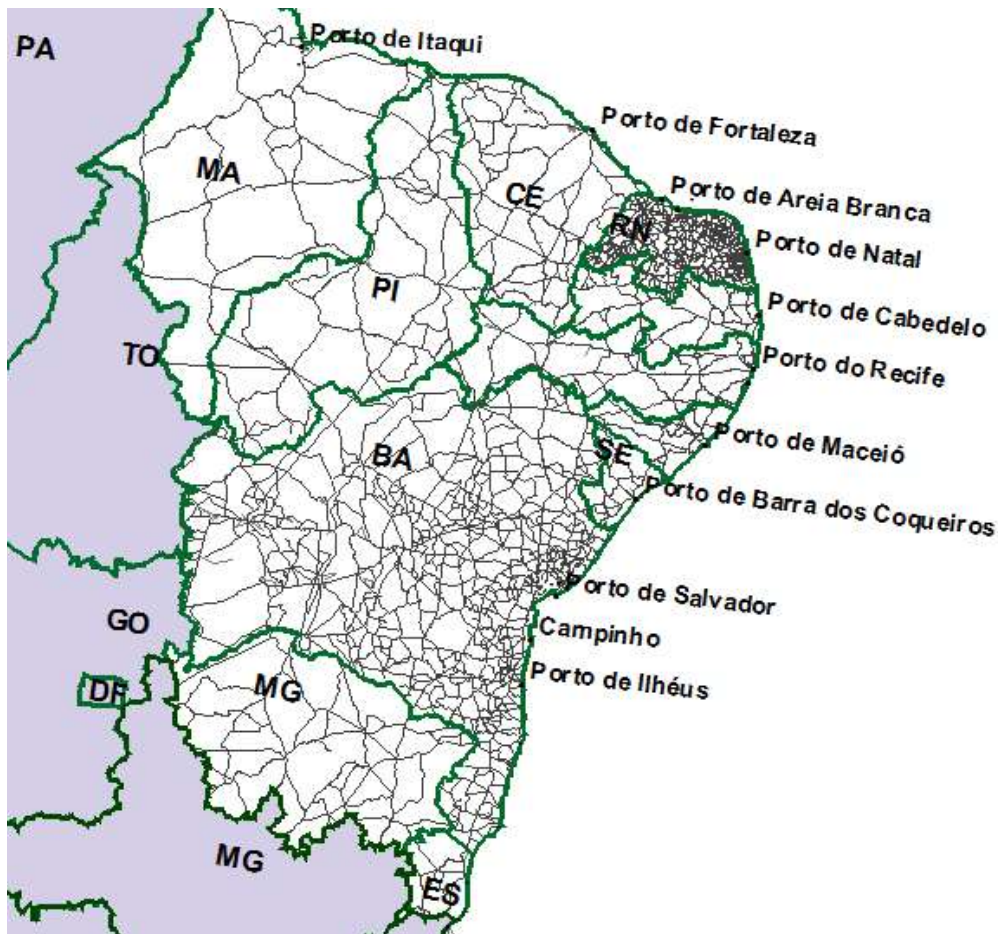 PA
Porto de Itaqui
Porto de Fortaleza
MA
CE
Porto de Areia Branca
RN
Porto de Natal
PI
Porto de Cabedelo
TO
Porto do Recife
BA
SE
Porto de Maceió
Porto de Barra dos Coqueiros
Porto de Salvador
GO
Campinho
DF
MG
Porto de Ilhéus
MG
ES